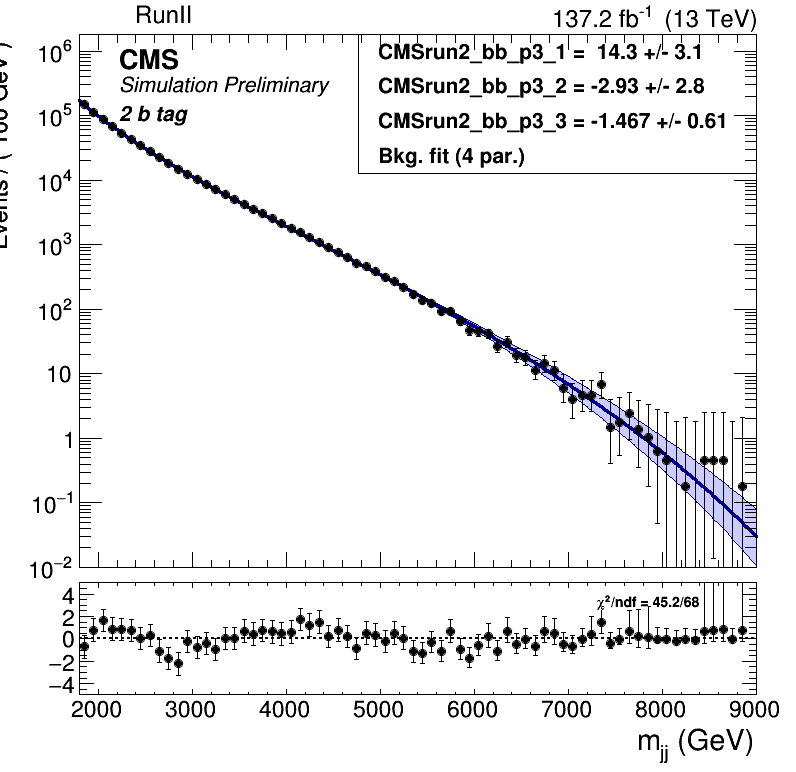 RunII
137.2 fb⁻¹ (13 TeV)
CMS
Simulation Preliminary
2 b tag
CMSrun2_bb_p3_1 = 14.3 +/- 3.1
CMSrun2_bb_p3_2 = -2.93 +/- 2.8
CMSrun2_bb_p3_3 = -1.467 +/- 0.61
Bkg. fit (4 par.)
10⁶
10⁵
10⁴
10³
10²
10
1
10⁻¹
10⁻²
χ²/ndf = 45.2/68
4
2
0
−2
−4
2000 3000 4000 5000 6000 7000 8000 9000
m_jj (GeV)